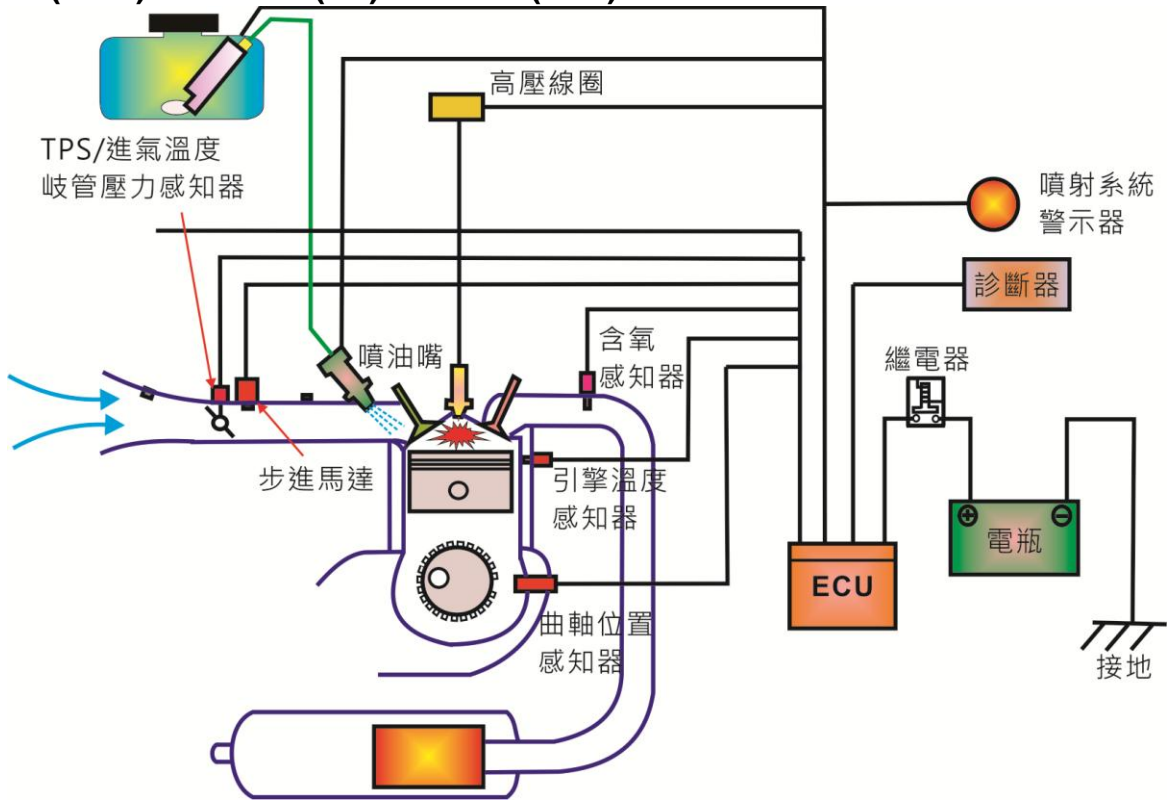 高壓線圈
TPS/進氣溫度
岐管壓力感知器
噴射系統
警示器
診斷器
含氧
感知器
繼電器
噴油嘴
步進馬達
引擎溫度
感知器
電瓶
ECU
曲軸位置
感知器
接地